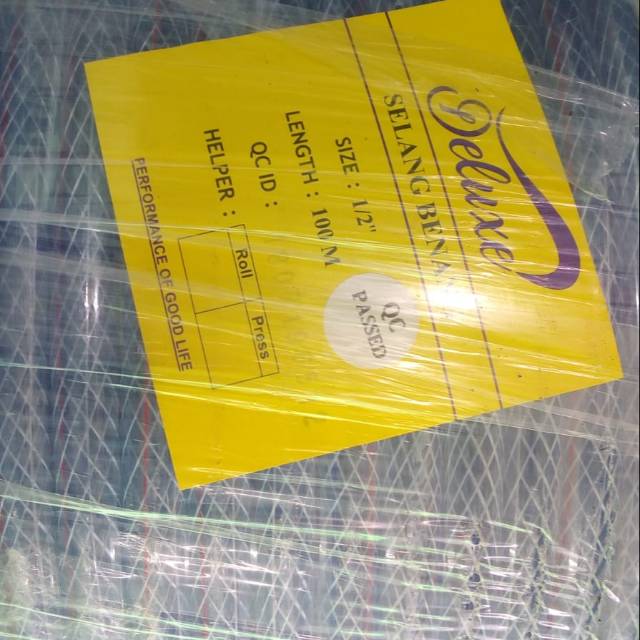 Deluxe
SELANG BENA
SIZE : 1/2"
LENGTH : 100 M
QC ID :
HELPER :
Roll Press
QC
PASSED
PERFORMANCE OF GOOD LIFE